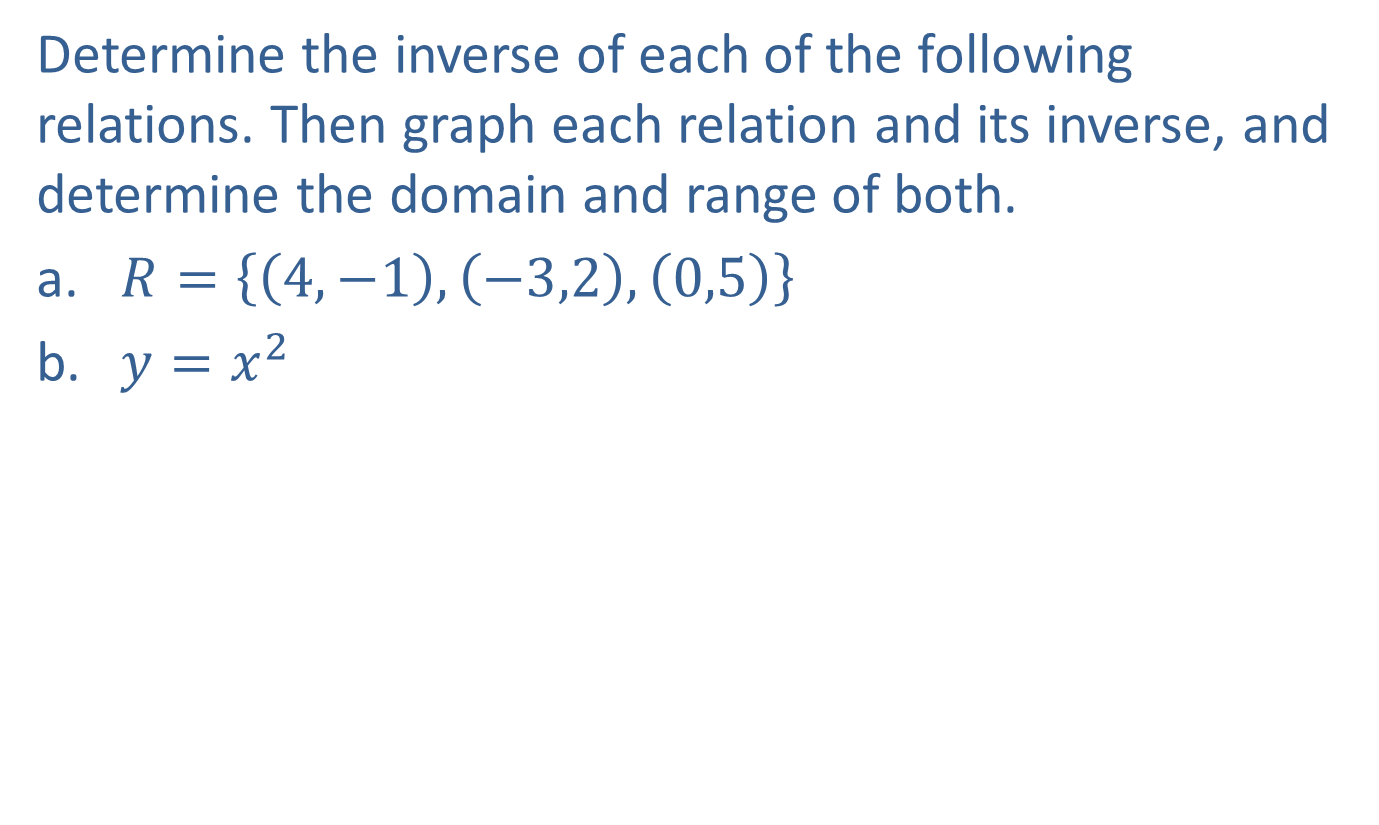 Determine the inverse of each of the following
relations. Then graph each relation and its inverse, and
determine the domain and range of both.
a. R = {(4, −1), (−3,2), (0,5)}
b. y = x²